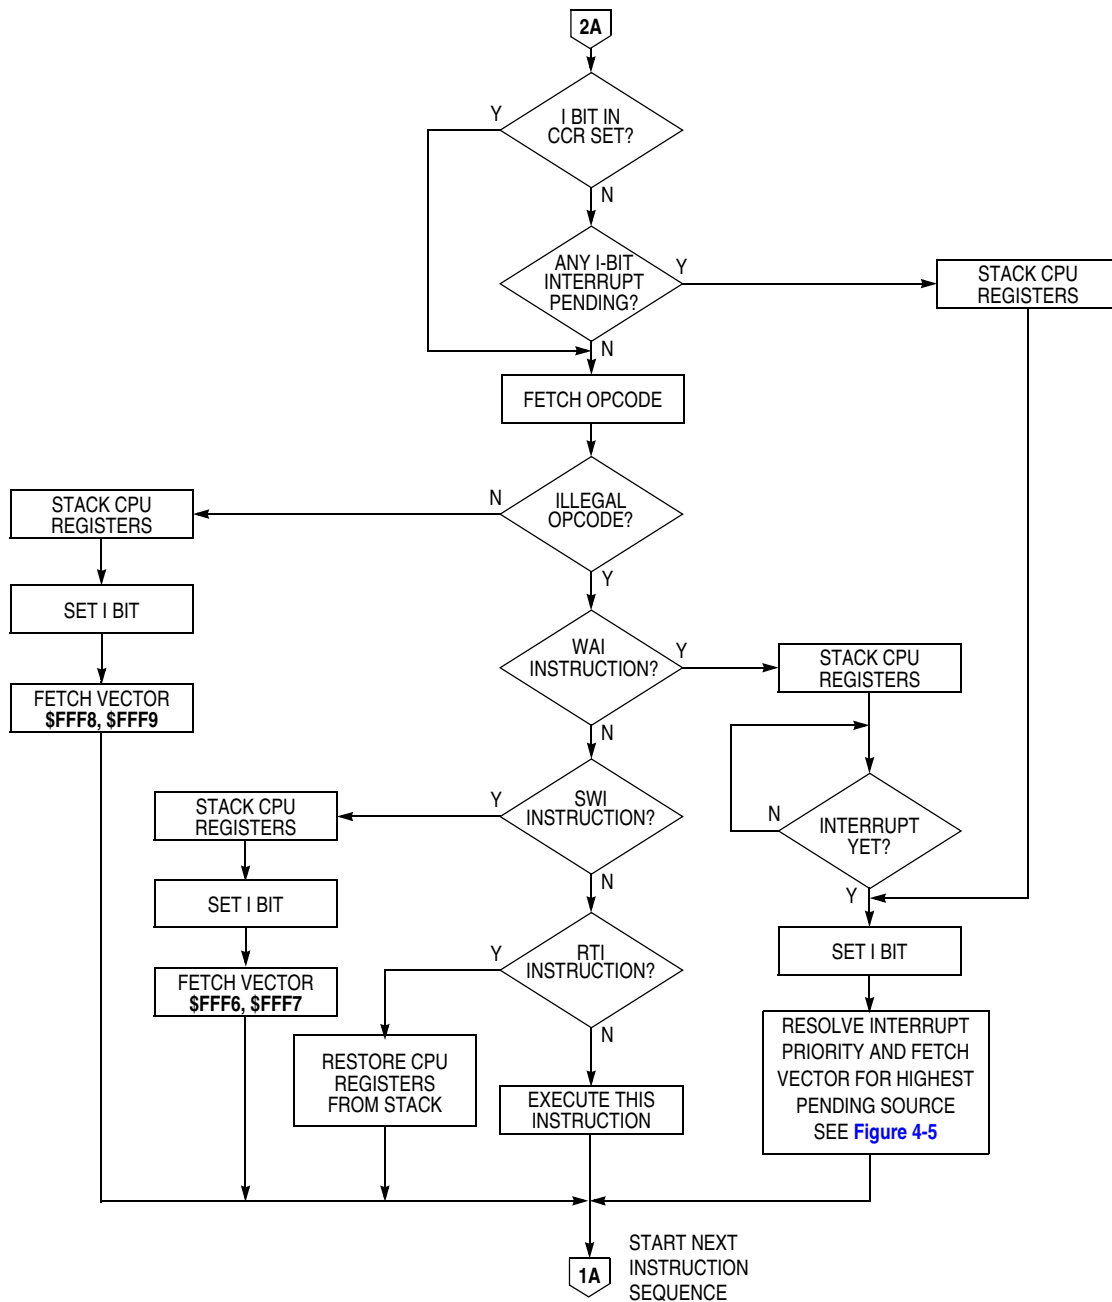 2A
I BIT IN
CCR SET?
Y
N
ANY I-BIT
INTERRUPT
PENDING?
Y
N
STACK CPU
REGISTERS
FETCH OPCODE
ILLEGAL
OPCODE?
N
Y
STACK CPU
REGISTERS
SET I BIT
FETCH VECTOR
$FFF8, $FFF9
WAI
INSTRUCTION?
Y
N
STACK CPU
REGISTERS
INTERRUPT
YET?
N
Y
SWI
INSTRUCTION?
Y
N
STACK CPU
REGISTERS
SET I BIT
FETCH VECTOR
$FFF6, $FFF7
RTI
INSTRUCTION?
Y
N
RESTORE CPU
REGISTERS
FROM STACK
EXECUTE THIS
INSTRUCTION
SET I BIT
RESOLVE INTERRUPT
PRIORITY AND FETCH
VECTOR FOR HIGHEST
PENDING SOURCE
SEE Figure 4-5
1A
START NEXT
INSTRUCTION
SEQUENCE